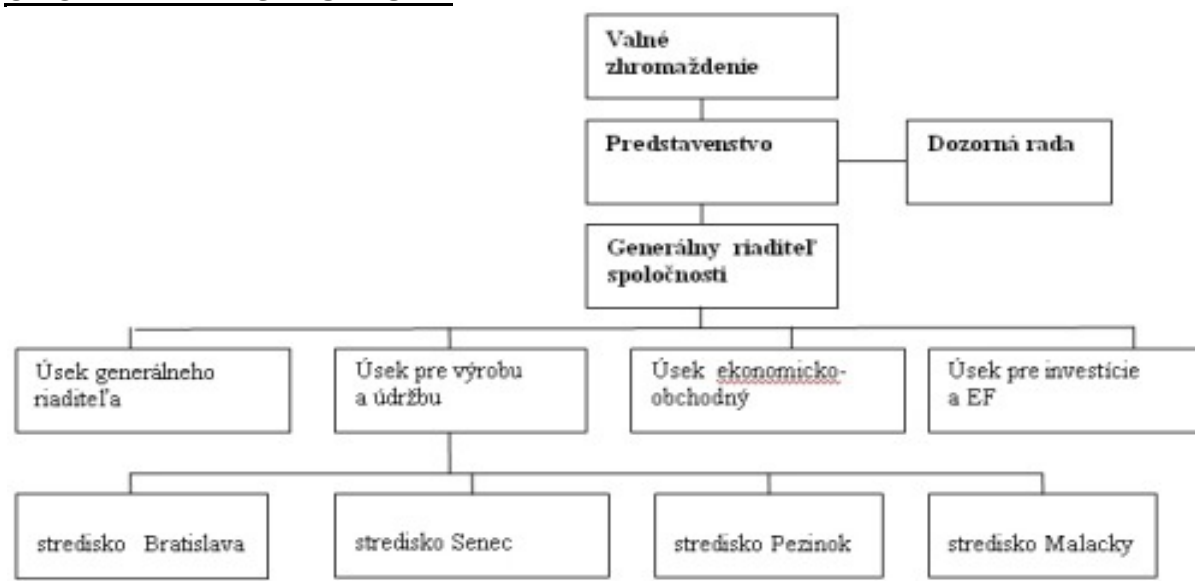 Valné
zhromaždenie
Predstavenstvo
Dozorná rada
Generálny riaditeľ
spoločnosti
Úsek generálneho
riaditeľa
Úsek pre výrobu
a údržbu
Úsek ekonomicko-
obchodný
Úsek pre investície
a EF
stredisko Bratislava
stredisko Senec
stredisko Pezinok
stredisko Malacky